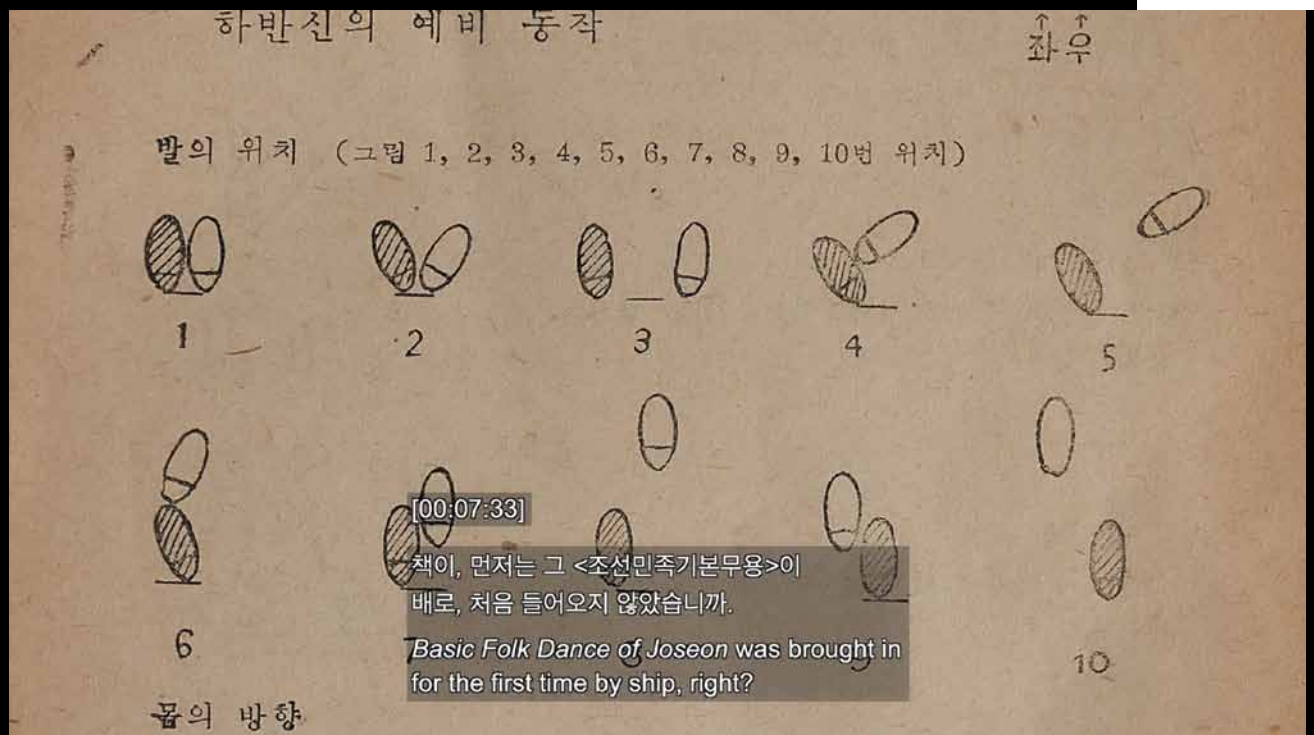 하반신의 예비 동작
↑ ↑
좌 우
발의 위치 (그림 1, 2, 3, 4, 5, 6, 7, 8, 9, 10번 위치)
1 2 3 4 5
6 7 8 9 10
[00:07:33]
책이, 먼저는 그 <조선민족기본무용>이
배로, 처음 들어오지 않았습니까.
Basic Folk Dance of Joseon was brought in
for the first time by ship, right?
몸의 방향